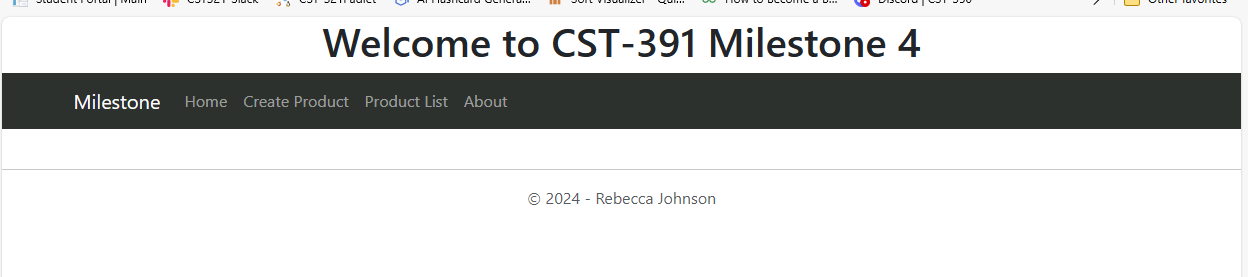 Student Portal | Main CST321-Slack CST-321Padlet AI Flashcard Genera... Sort Visualizer - Qui... How to Become a B... Discord | CST-350 Other favorites
Welcome to CST-391 Milestone 4
Milestone Home Create Product Product List About
© 2024 - Rebecca Johnson